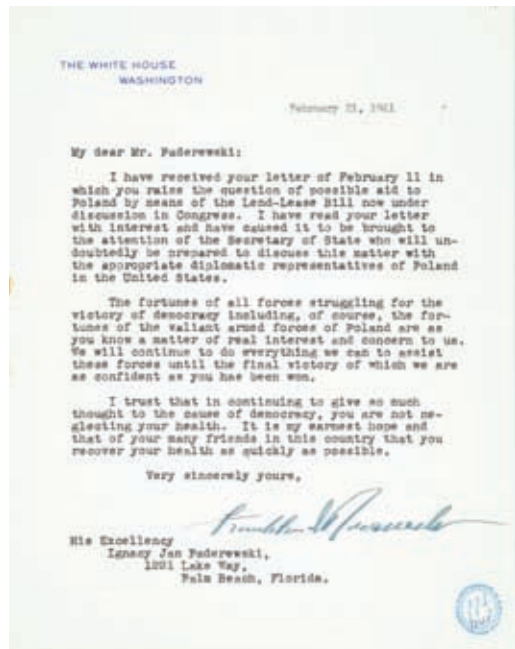 THE WHITE HOUSE
WASHINGTON
February 21, 1941
My dear Mr. Paderewski:
I have received your letter of February 11 in
which you raise the question of possible aid to
Poland by means of the Lend-Lease Bill now under
discussion in Congress. I have read your letter
with interest and have caused it to be brought to
the attention of the Secretary of State who will un-
doubtedly be prepared to discuss this matter with
the appropriate diplomatic representatives of Poland
in the United States.
The fortunes of all forces struggling for the
victory of democracy including, of course, the for-
tunes of the valiant armed forces of Poland are as
you know a matter of real interest and concern to us.
We will continue to do everything we can to assist
these forces until the final victory of which we are
as confident as you has been won.
I trust that in continuing to give so much
thought to the cause of democracy, you are not ne-
glecting your health. It is my earnest hope and
that of your many friends in this country that you
recover your health as quickly as possible.
Very sincerely yours,
Franklin D Roosevelt
His Excellency
Ignacy Jan Paderewski,
1221 Lake Way,
Palm Beach, Florida.